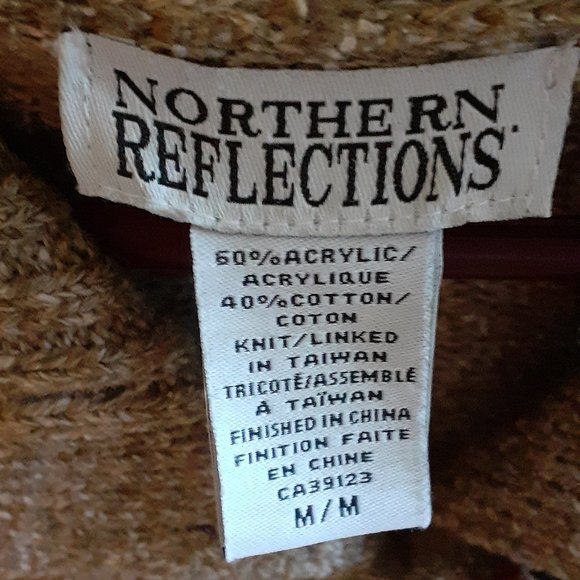 NORTHERN
REFLECTIONS
60%ACRYLIC/
ACRYLIQUE
40%COTTON/
COTON
KNIT/LINKED
IN TAIWAN
TRICOTÉ/ASSEMBLÉ
À TAÏWAN
FINISHED IN CHINA
FINITION FAITE
EN CHINE
CA39123
M/M